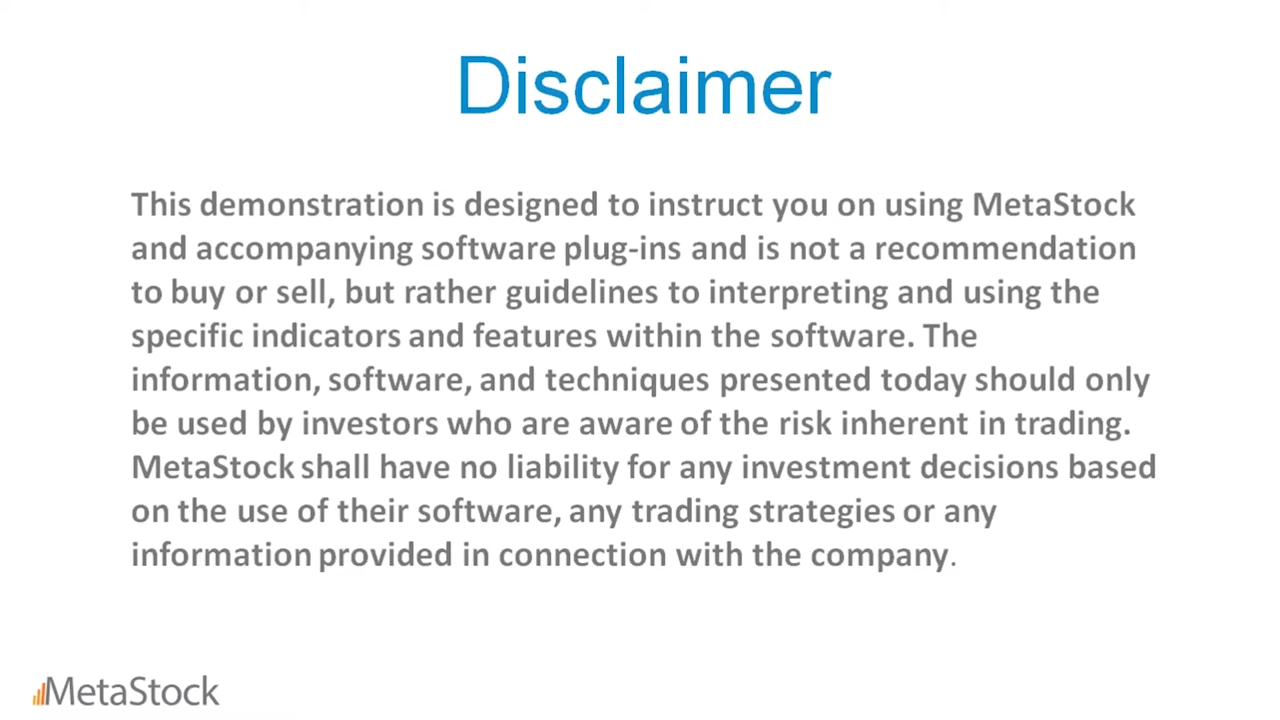 Disclaimer
This demonstration is designed to instruct you on using MetaStock
and accompanying software plug-ins and is not a recommendation
to buy or sell, but rather guidelines to interpreting and using the
specific indicators and features within the software. The
information, software, and techniques presented today should only
be used by investors who are aware of the risk inherent in trading.
MetaStock shall have no liability for any investment decisions based
on the use of their software, any trading strategies or any
information provided in connection with the company.
MetaStock